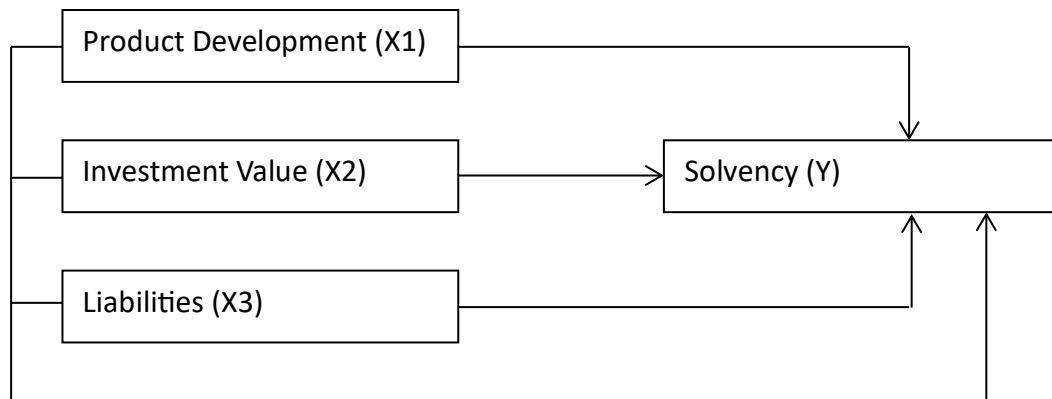 Product Development (X1)
Investment Value (X2)
Solvency (Y)
Liabilities (X3)